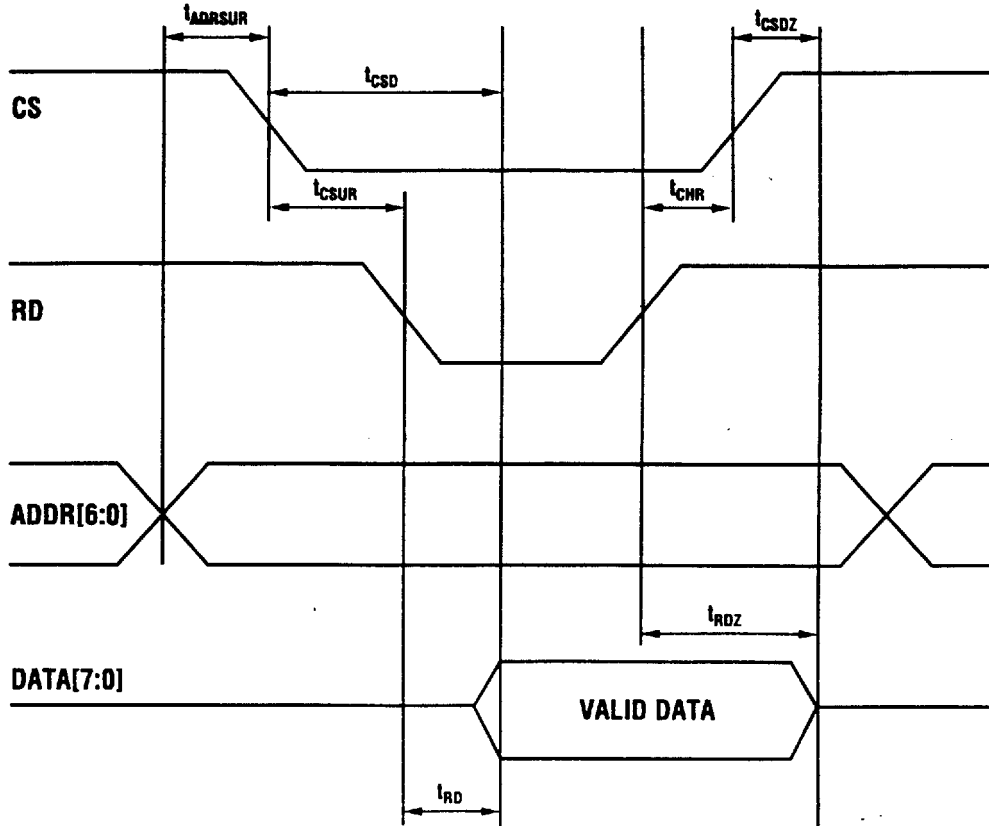 tADRSUR
tCSDZ
tCSD
CS
tCSUR
tCHR
RD
ADDR[6:0]
tRDZ
DATA[7:0]
VALID DATA
tRD